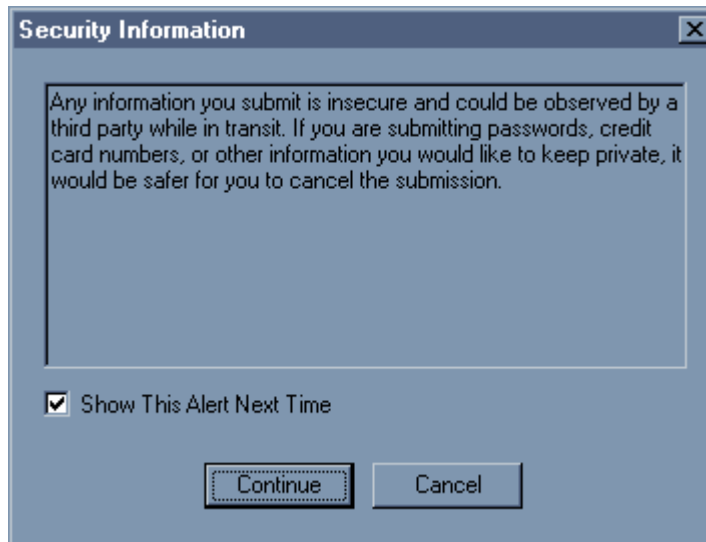 Security Information
Any information you submit is insecure and could be observed by a
third party while in transit. If you are submitting passwords, credit
card numbers, or other information you would like to keep private, it
would be safer for you to cancel the submission.
Show This Alert Next Time
Continue Cancel